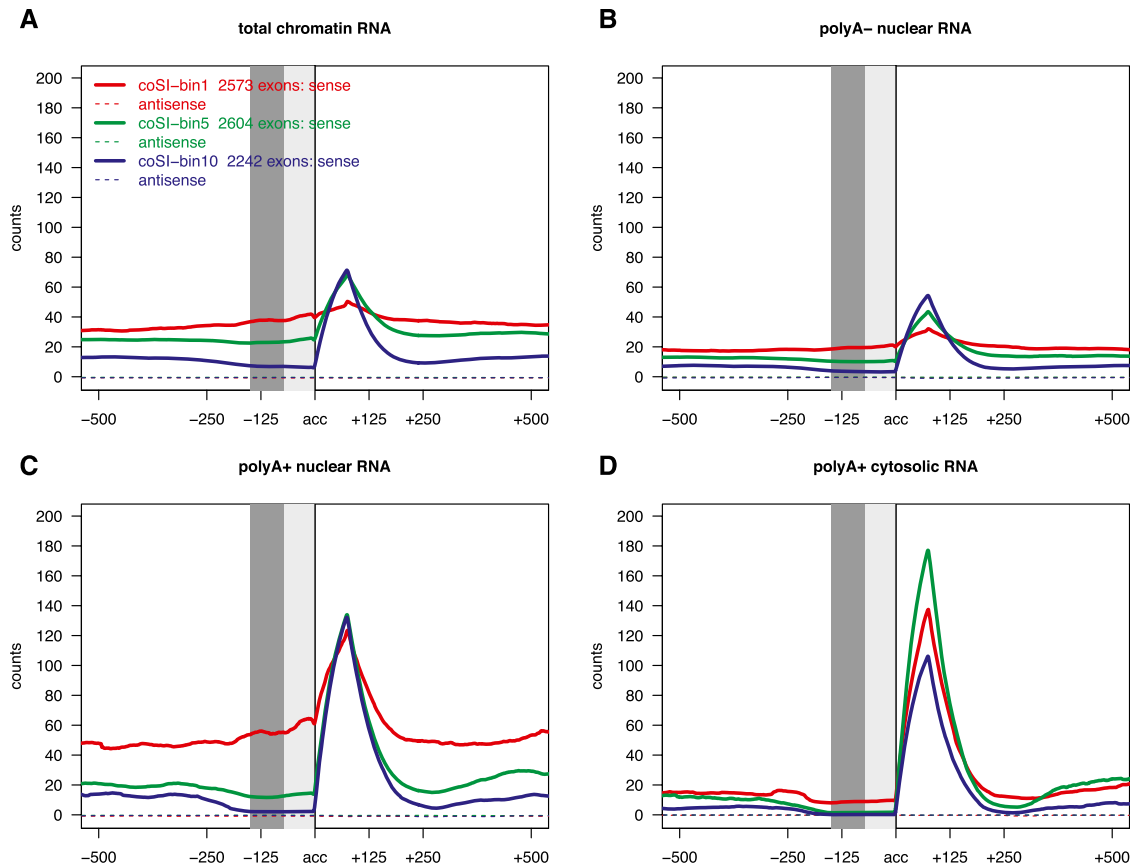 A
total chromatin RNA
counts
200
180
160
140
120
100
80
60
40
20
0
coSI−bin1 2573 exons: sense
antisense
coSI−bin5 2604 exons: sense
antisense
coSI−bin10 2242 exons: sense
antisense
−500 −250 −125 acc +125 +250 +500
B
polyA− nuclear RNA
counts
200
180
160
140
120
100
80
60
40
20
0
−500 −250 −125 acc +125 +250 +500
C
polyA+ nuclear RNA
counts
200
180
160
140
120
100
80
60
40
20
0
−500 −250 −125 acc +125 +250 +500
D
polyA+ cytosolic RNA
counts
200
180
160
140
120
100
80
60
40
20
0
−500 −250 −125 acc +125 +250 +500